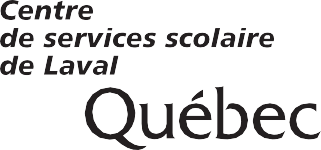 Centre
de services scolaire
de Laval
Québec